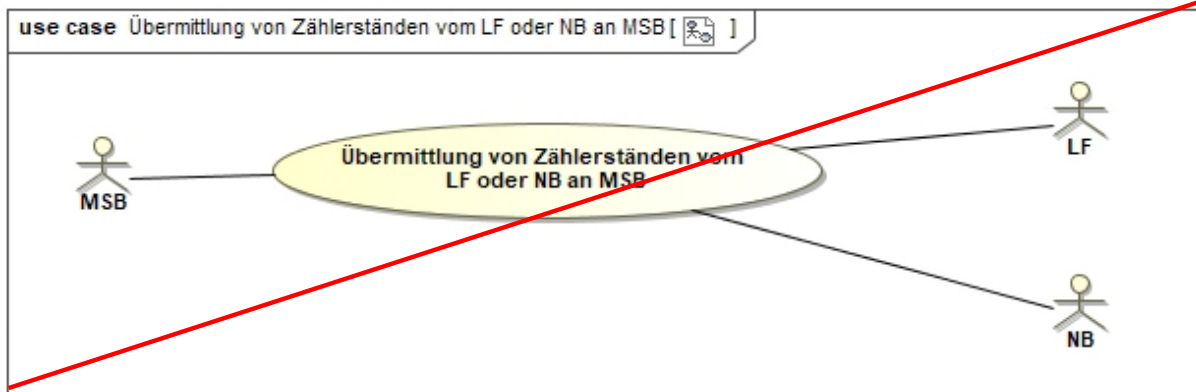 use case Übermittlung von Zählerständen vom LF oder NB an MSB [ ]
LF
Übermittlung von Zählerständen vom
LF oder NB an MSB
MSB
NB